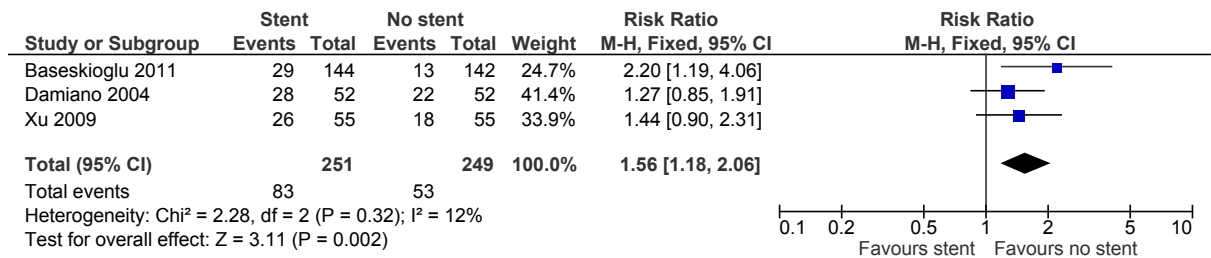 Stent No stent Risk Ratio Risk Ratio
Study or Subgroup Events Total Events Total Weight M-H, Fixed, 95% CI M-H, Fixed, 95% CI
Baseskioglu 2011 29 144 13 142 24.7% 2.20 [1.19, 4.06]
Damiano 2004 28 52 22 52 41.4% 1.27 [0.85, 1.91]
Xu 2009 26 55 18 55 33.9% 1.44 [0.90, 2.31]
Total (95% CI) 251 249 100.0% 1.56 [1.18, 2.06]
Total events 83 53
Heterogeneity: Chi² = 2.28, df = 2 (P = 0.32); I² = 12%
Test for overall effect: Z = 3.11 (P = 0.002)
0.1 0.2 0.5 1 2 5 10
Favours stent Favours no stent